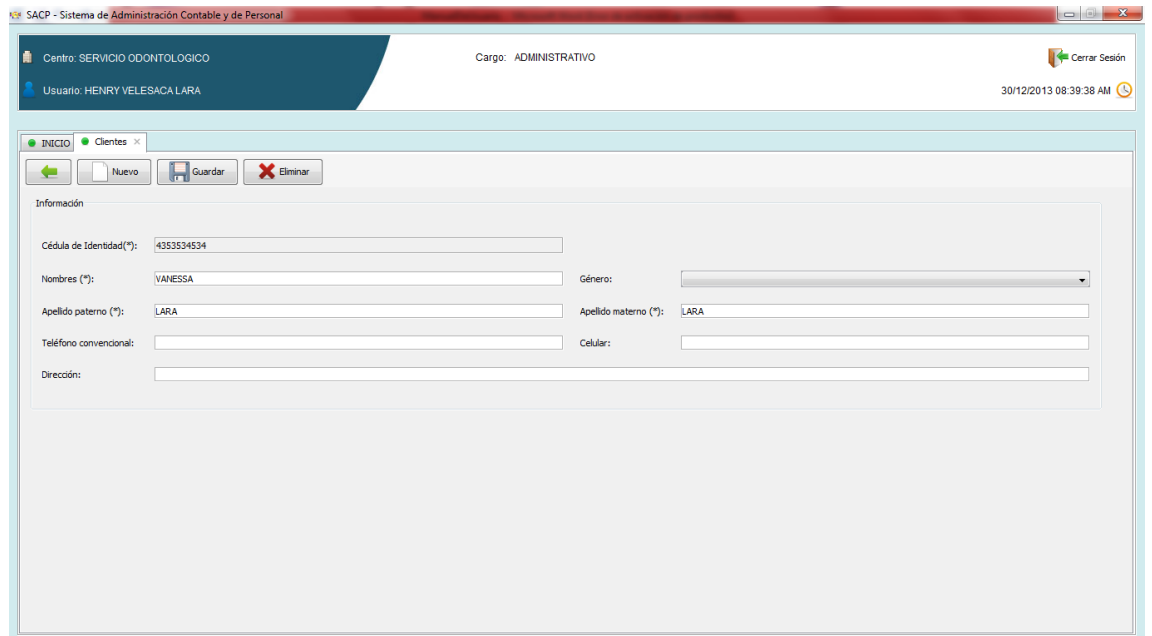 SACP - Sistema de Administración Contable y de Personal
Centro: SERVICIO ODONTOLOGICO
Cargo: ADMINISTRATIVO
Cerrar Sesión
Usuario: HENRY VELESACA LARA
30/12/2013 08:39:38 AM
INICIO
Clientes
Nuevo
Guardar
Eliminar
Información
Cédula de Identidad(*): 4353534534
Nombres (*): VANESSA
Género:
Apellido paterno (*): LARA
Apellido materno (*): LARA
Teléfono convencional:
Celular:
Dirección: